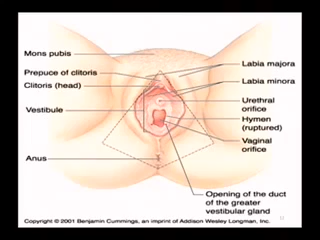 Mons pubis
Prepuce of clitoris
Clitoris (head)
Vestibule
Anus
Labia majora
Labia minora
Urethral
orifice
Hymen
(ruptured)
Vaginal
orifice
Opening of the duct
of the greater
vestibular gland
Copyright © 2001 Benjamin Cummings, an imprint of Addison Wesley Longman, Inc.